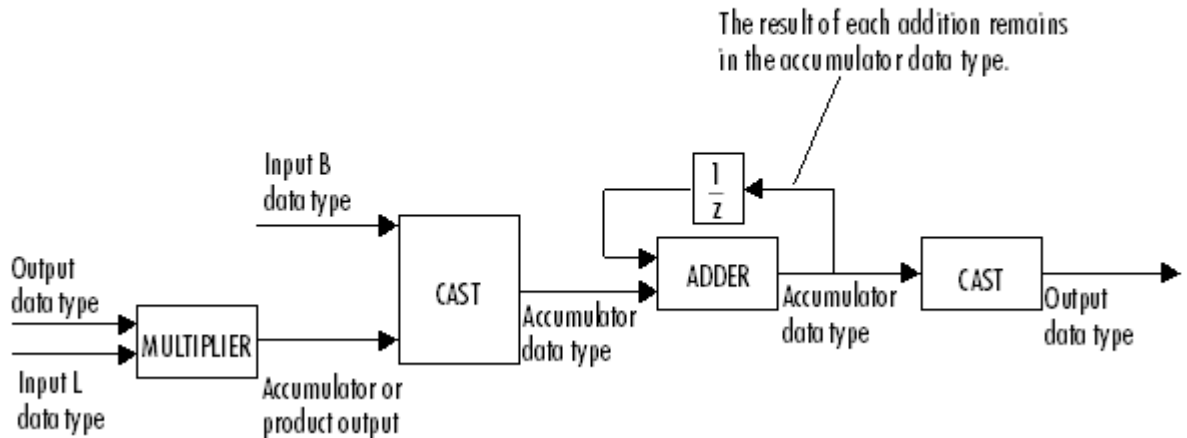 The result of each addition remains
in the accumulator data type.
Input B
data type
1
z
Output
data type
CAST
ADDER
CAST
Accumulator
data type
Accumulator
data type
Output
data type
MULTIPLIER
Input L
data type
Accumulator or
product output